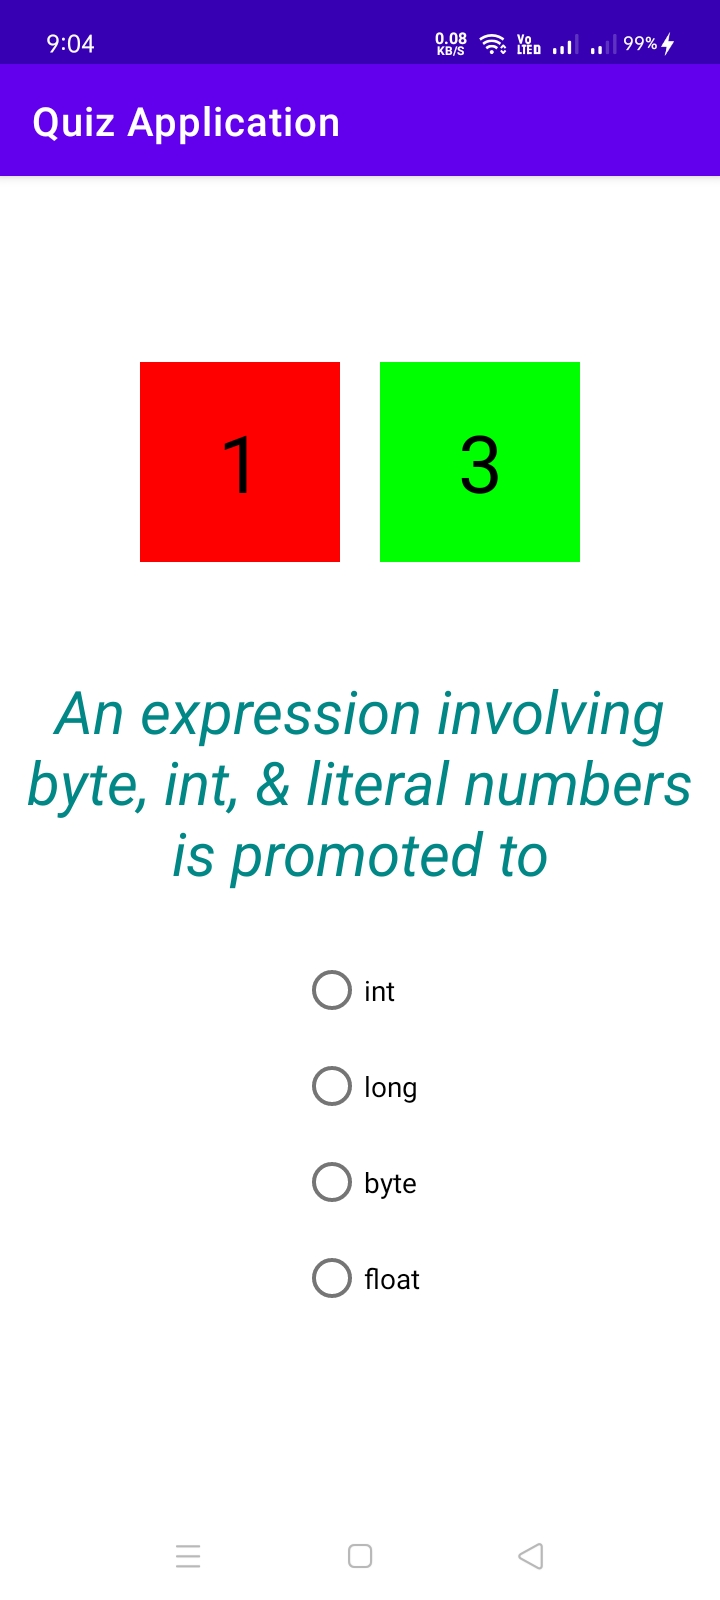 9:04
0.08
KB/S
Vo
LTED
99%
Quiz Application
1
3
An expression involving
byte, int, & literal numbers
is promoted to
int
long
byte
float